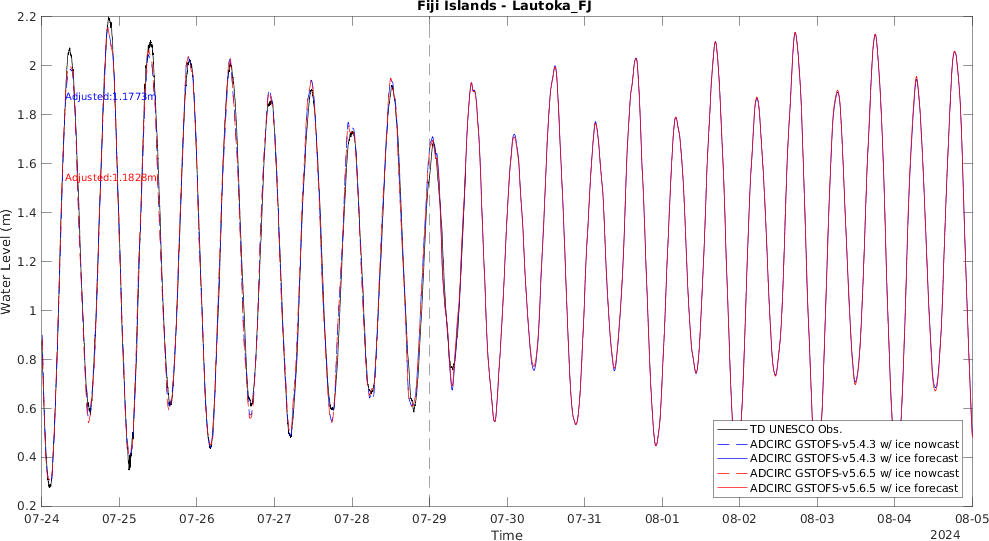 Fiji Islands - Lautoka_FJ
2.2
2
1.8
1.6
1.4
1.2
1
0.8
0.6
0.4
0.2
Water Level (m)
Adjusted:1.1773m
Adjusted:1.1828m
TD UNESCO Obs.
ADCIRC GSTOFS-v5.4.3 w/ ice nowcast
ADCIRC GSTOFS-v5.4.3 w/ ice forecast
ADCIRC GSTOFS-v5.6.5 w/ ice nowcast
ADCIRC GSTOFS-v5.6.5 w/ ice forecast
07-24 07-25 07-26 07-27 07-28 07-29 07-30 07-31 08-01 08-02 08-03 08-04 08-05
Time
2024